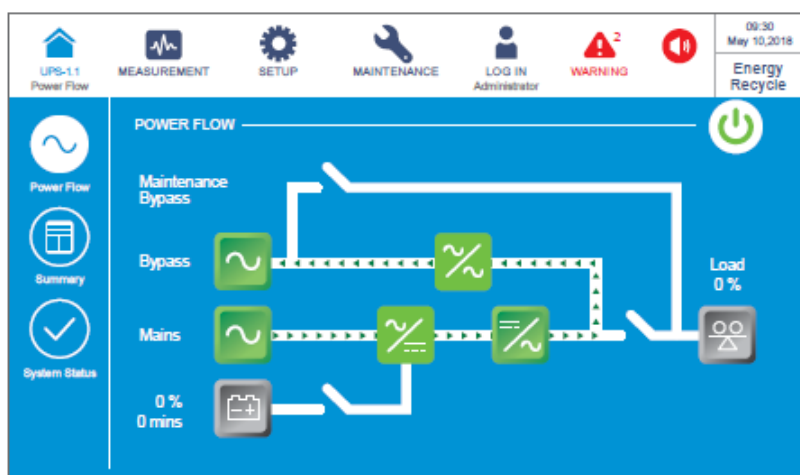 UPS-1.1
Power Flow
MEASUREMENT
SETUP
MAINTENANCE
LOG IN
Administrator
2
WARNING
09:30
May 10,2018
Energy
Recycle
Power Flow
Summary
System Status
POWER FLOW
Maintenance
Bypass
Bypass
Mains
0 %
0 mins
Load
0 %